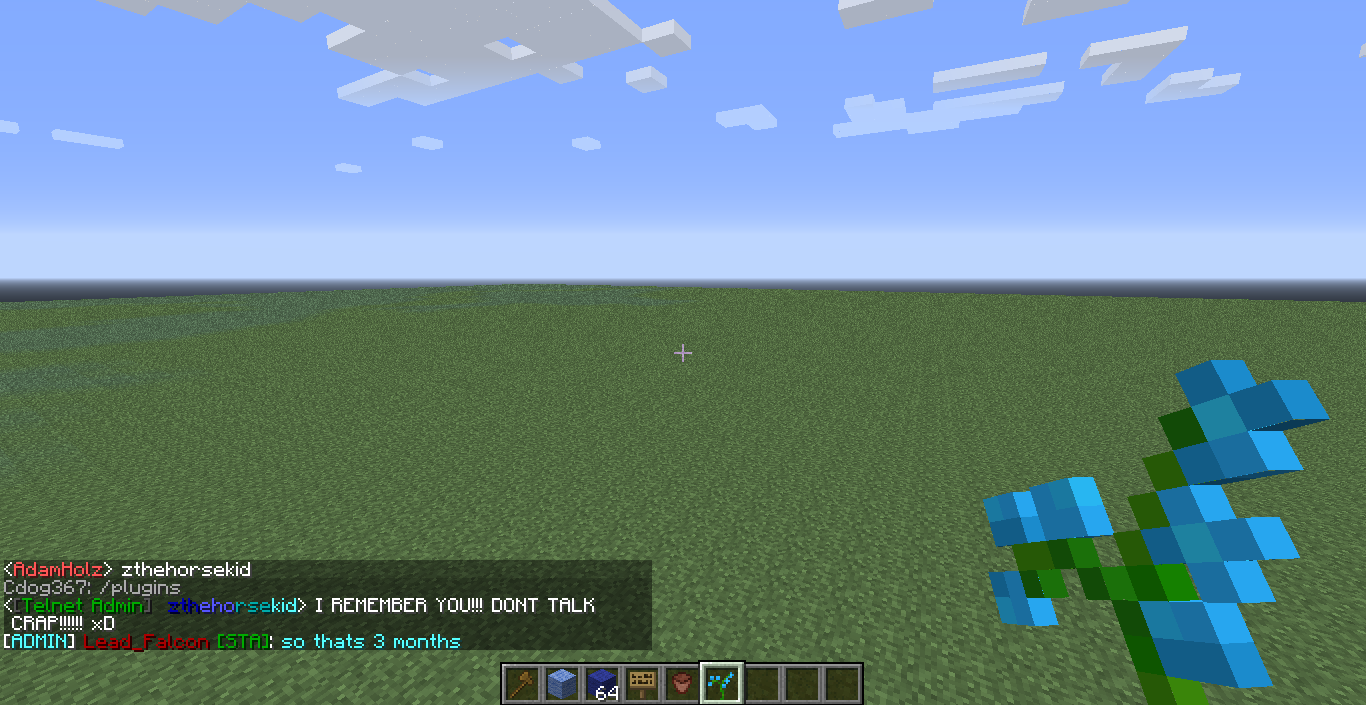 <AdamHolz> zthehorsekid
Cdog367: /plugins
<[Telnet Admin] zthehorsekid> I REMEMBER YOU!!! DONT TALK
CRAP!!!!! xD
[ADMIN] Lead_Falcon [STA]: so thats 3 months
64